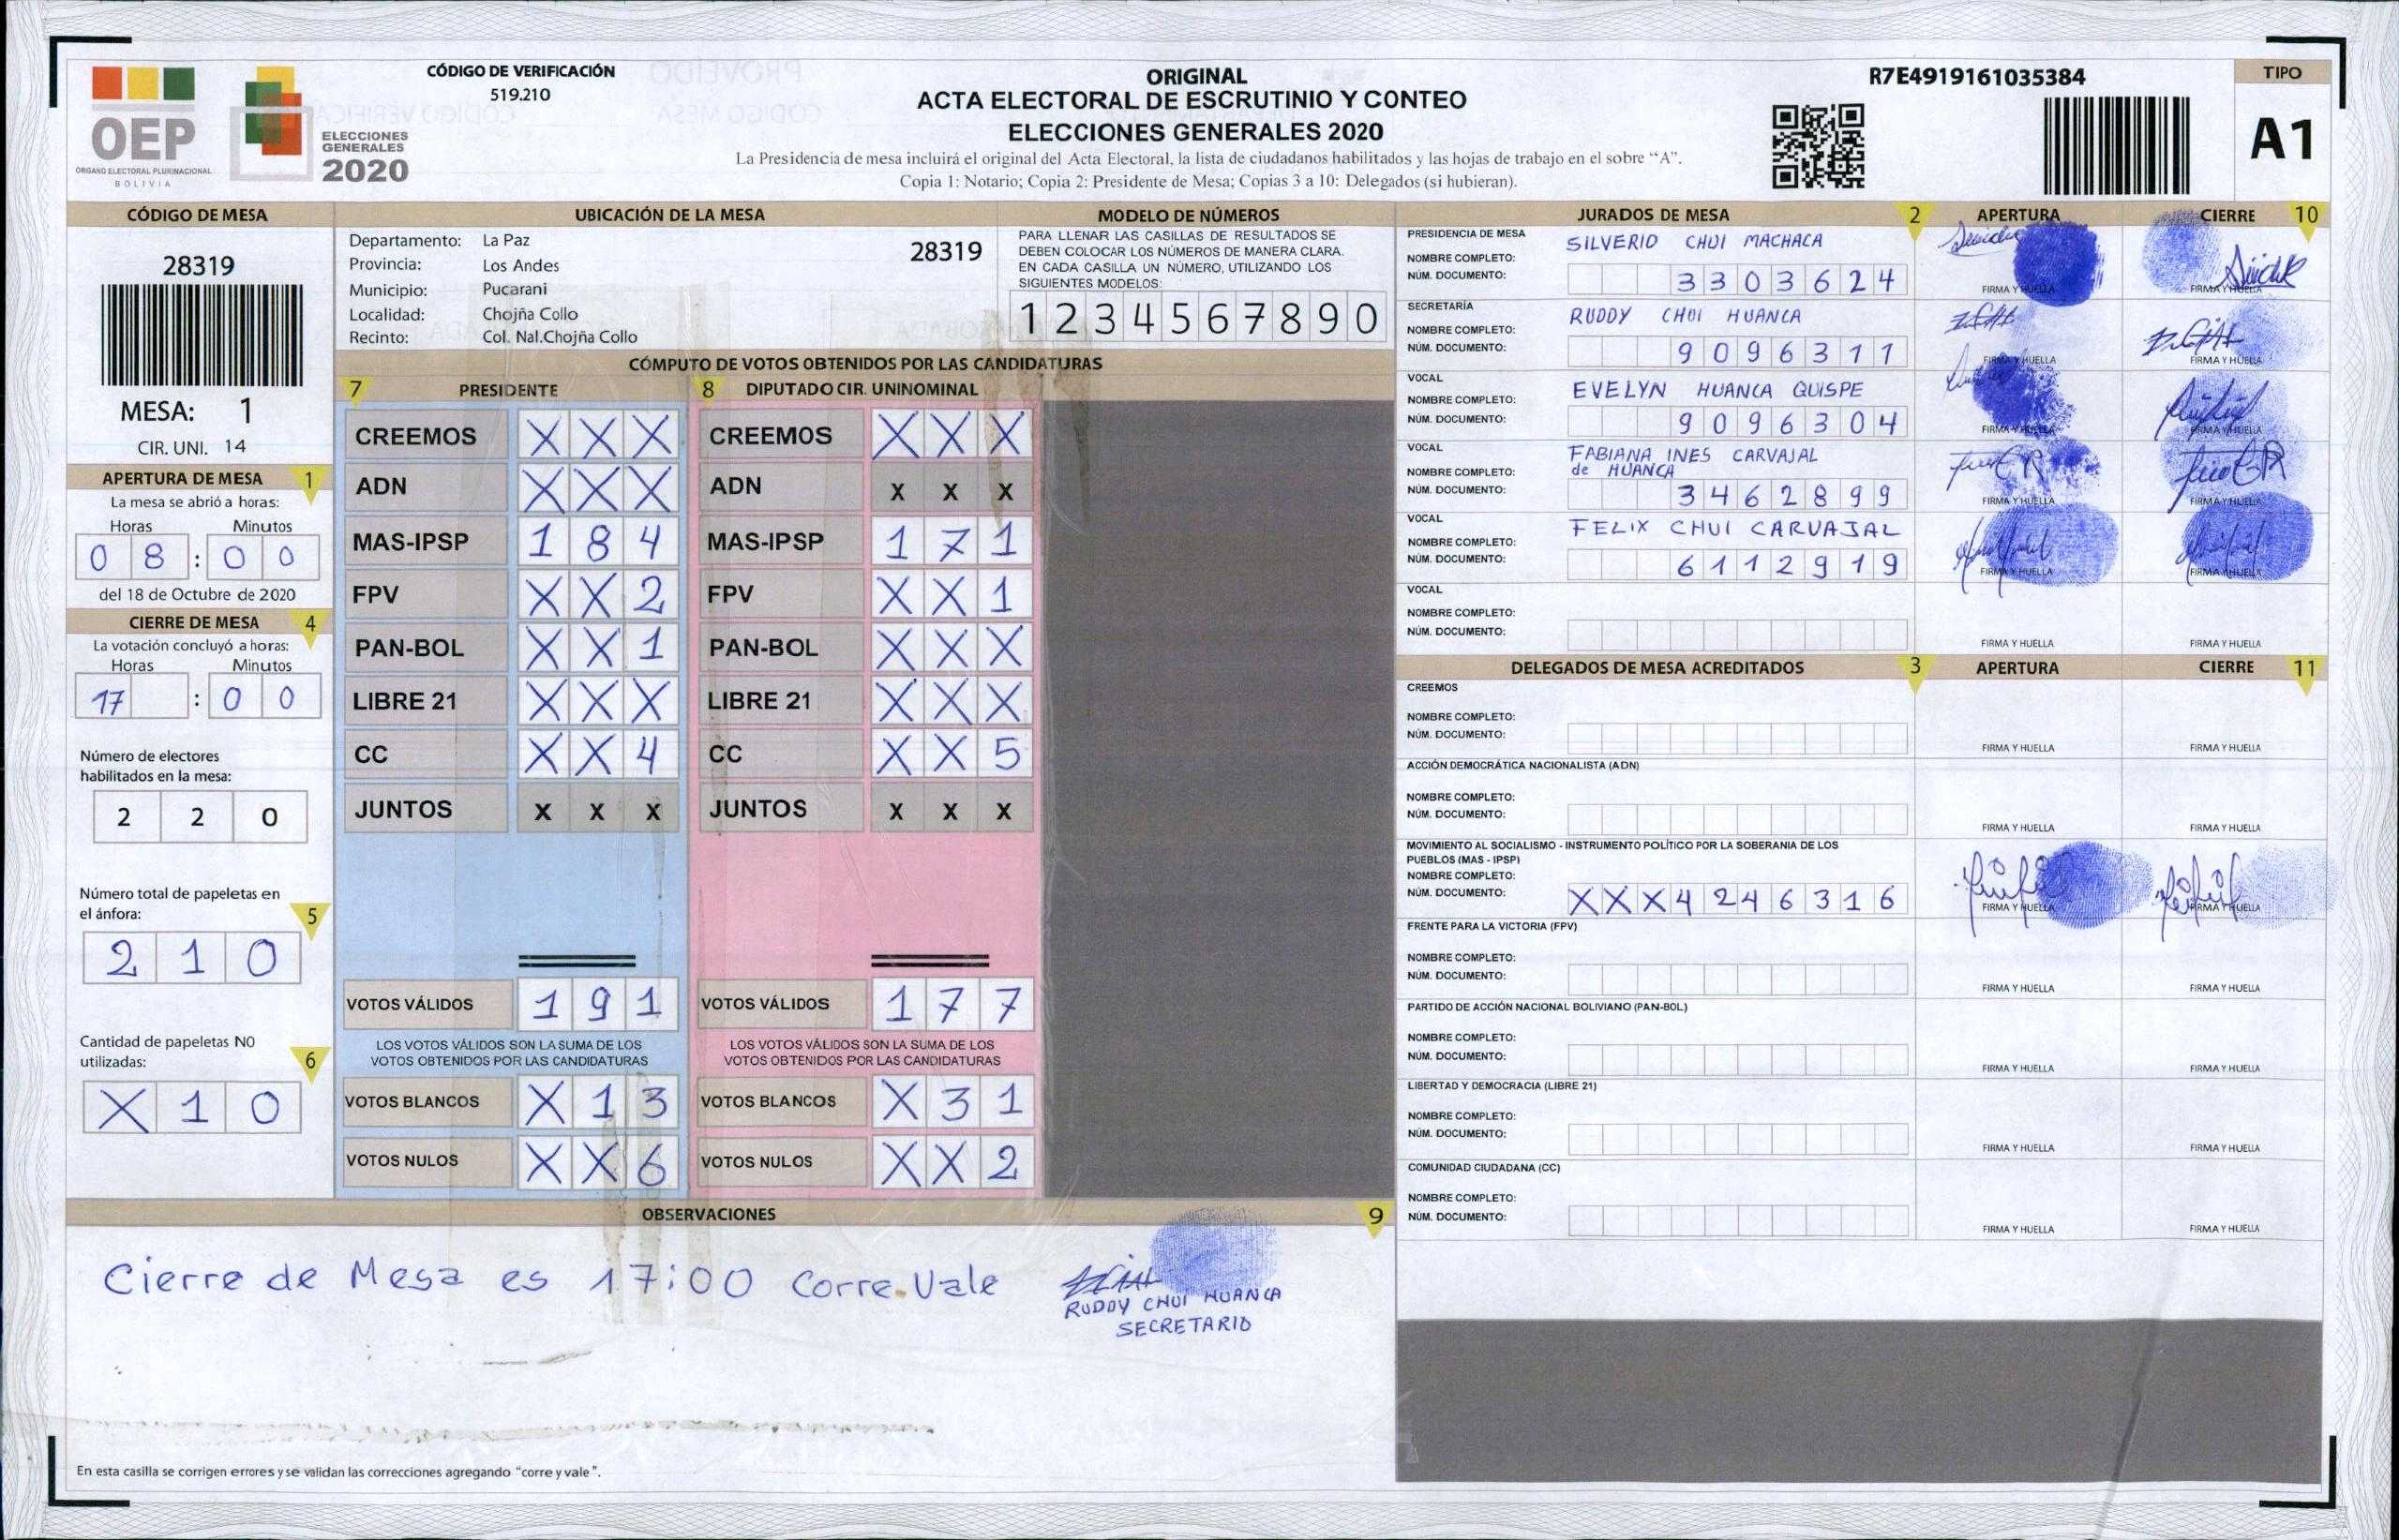 CÓDIGO DE VERIFICACIÓN
519.210
OEP
ÓRGANO ELECTORAL PLURINACIONAL
BOLIVIA
ELECCIONES
GENERALES
2020
ORIGINAL
ACTA ELECTORAL DE ESCRUTINIO Y CONTEO
ELECCIONES GENERALES 2020
La Presidencia de mesa incluirá el original del Acta Electoral, la lista de ciudadanos habilitados y las hojas de trabajo en el sobre “A”.
Copia 1: Notario; Copia 2: Presidente de Mesa; Copias 3 a 10: Delegados (si hubieran).
R7E4919161035384
TIPO
A1
CÓDIGO DE MESA
28319
MESA: 1
CIR. UNI. 14
APERTURA DE MESA 1
La mesa se abrió a horas:
Horas Minutos
0 8 : 0 0
del 18 de Octubre de 2020
CIERRE DE MESA 4
La votación concluyó a horas:
Horas Minutos
17 : 0 0
Número de electores
habilitados en la mesa:
2 2 0
Número total de papeletas en
el ánfora: 5
2 1 0
Cantidad de papeletas NO
utilizadas: 6
X 1 0
UBICACIÓN DE LA MESA
Departamento: La Paz 28319
Provincia: Los Andes
Municipio: Pucarani
Localidad: Chojña Collo
Recinto: Col. Nal.Chojña Collo
MODELO DE NÚMEROS
PARA LLENAR LAS CASILLAS DE RESULTADOS SE
DEBEN COLOCAR LOS NÚMEROS DE MANERA CLARA.
EN CADA CASILLA UN NÚMERO, UTILIZANDO LOS
SIGUIENTES MODELOS:
1 2 3 4 5 6 7 8 9 0
CÓMPUTO DE VOTOS OBTENIDOS POR LAS CANDIDATURAS
7 PRESIDENTE
CREEMOS X X X
ADN X X X
MAS-IPSP 1 8 4
FPV X X 2
PAN-BOL X X 1
LIBRE 21 X X X
CC X X 4
JUNTOS X X X
VOTOS VÁLIDOS 1 9 1
LOS VOTOS VÁLIDOS SON LA SUMA DE LOS
VOTOS OBTENIDOS POR LAS CANDIDATURAS
VOTOS BLANCOS X 1 3
VOTOS NULOS X X 6
8 DIPUTADO CIR. UNINOMINAL
CREEMOS X X X
ADN X X X
MAS-IPSP 1 7 1
FPV X X 1
PAN-BOL X X X
LIBRE 21 X X X
CC X X 5
JUNTOS X X X
VOTOS VÁLIDOS 1 7 7
LOS VOTOS VÁLIDOS SON LA SUMA DE LOS
VOTOS OBTENIDOS POR LAS CANDIDATURAS
VOTOS BLANCOS X 3 1
VOTOS NULOS X X 2
OBSERVACIONES 9
Cierre de Mesa es 17:00 Corre.Vale
RUDDY CHUI HUANCA
SECRETARIO
En esta casilla se corrigen errores y se validan las correcciones agregando “corre y vale”.
JURADOS DE MESA 2 APERTURA CIERRE 10
PRESIDENCIA DE MESA
NOMBRE COMPLETO: SILVERIO CHUI MACHACA
NÚM. DOCUMENTO: 3 3 0 3 6 2 4
FIRMA Y HUELLA FIRMA Y HUELLA
SECRETARÍA
NOMBRE COMPLETO: RUDDY CHUI HUANCA
NÚM. DOCUMENTO: 9 0 9 6 3 1 1
FIRMA Y HUELLA FIRMA Y HUELLA
VOCAL
NOMBRE COMPLETO: EVELYN HUANCA QUISPE
NÚM. DOCUMENTO: 9 0 9 6 3 0 4
FIRMA Y HUELLA FIRMA Y HUELLA
VOCAL
FABIANA INES CARVAJAL
NOMBRE COMPLETO: de HUANCA
NÚM. DOCUMENTO: 3 4 6 2 8 9 9
FIRMA Y HUELLA FIRMA Y HUELLA
VOCAL
NOMBRE COMPLETO: FELIX CHUI CARVAJAL
NÚM. DOCUMENTO: 6 1 1 2 9 1 9
FIRMA Y HUELLA FIRMA Y HUELLA
VOCAL
NOMBRE COMPLETO:
NÚM. DOCUMENTO:
FIRMA Y HUELLA FIRMA Y HUELLA
DELEGADOS DE MESA ACREDITADOS 3 APERTURA CIERRE 11
CREEMOS
NOMBRE COMPLETO:
NÚM. DOCUMENTO:
FIRMA Y HUELLA FIRMA Y HUELLA
ACCIÓN DEMOCRÁTICA NACIONALISTA (ADN)
NOMBRE COMPLETO:
NÚM. DOCUMENTO:
FIRMA Y HUELLA FIRMA Y HUELLA
MOVIMIENTO AL SOCIALISMO - INSTRUMENTO POLÍTICO POR LA SOBERANIA DE LOS
PUEBLOS (MAS - IPSP)
NOMBRE COMPLETO:
NÚM. DOCUMENTO: X X X 4 2 4 6 3 1 6
FIRMA Y HUELLA FIRMA Y HUELLA
FRENTE PARA LA VICTORIA (FPV)
NOMBRE COMPLETO:
NÚM. DOCUMENTO:
FIRMA Y HUELLA FIRMA Y HUELLA
PARTIDO DE ACCIÓN NACIONAL BOLIVIANO (PAN-BOL)
NOMBRE COMPLETO:
NÚM. DOCUMENTO:
FIRMA Y HUELLA FIRMA Y HUELLA
LIBERTAD Y DEMOCRACIA (LIBRE 21)
NOMBRE COMPLETO:
NÚM. DOCUMENTO:
FIRMA Y HUELLA FIRMA Y HUELLA
COMUNIDAD CIUDADANA (CC)
NOMBRE COMPLETO:
NÚM. DOCUMENTO:
FIRMA Y HUELLA FIRMA Y HUELLA